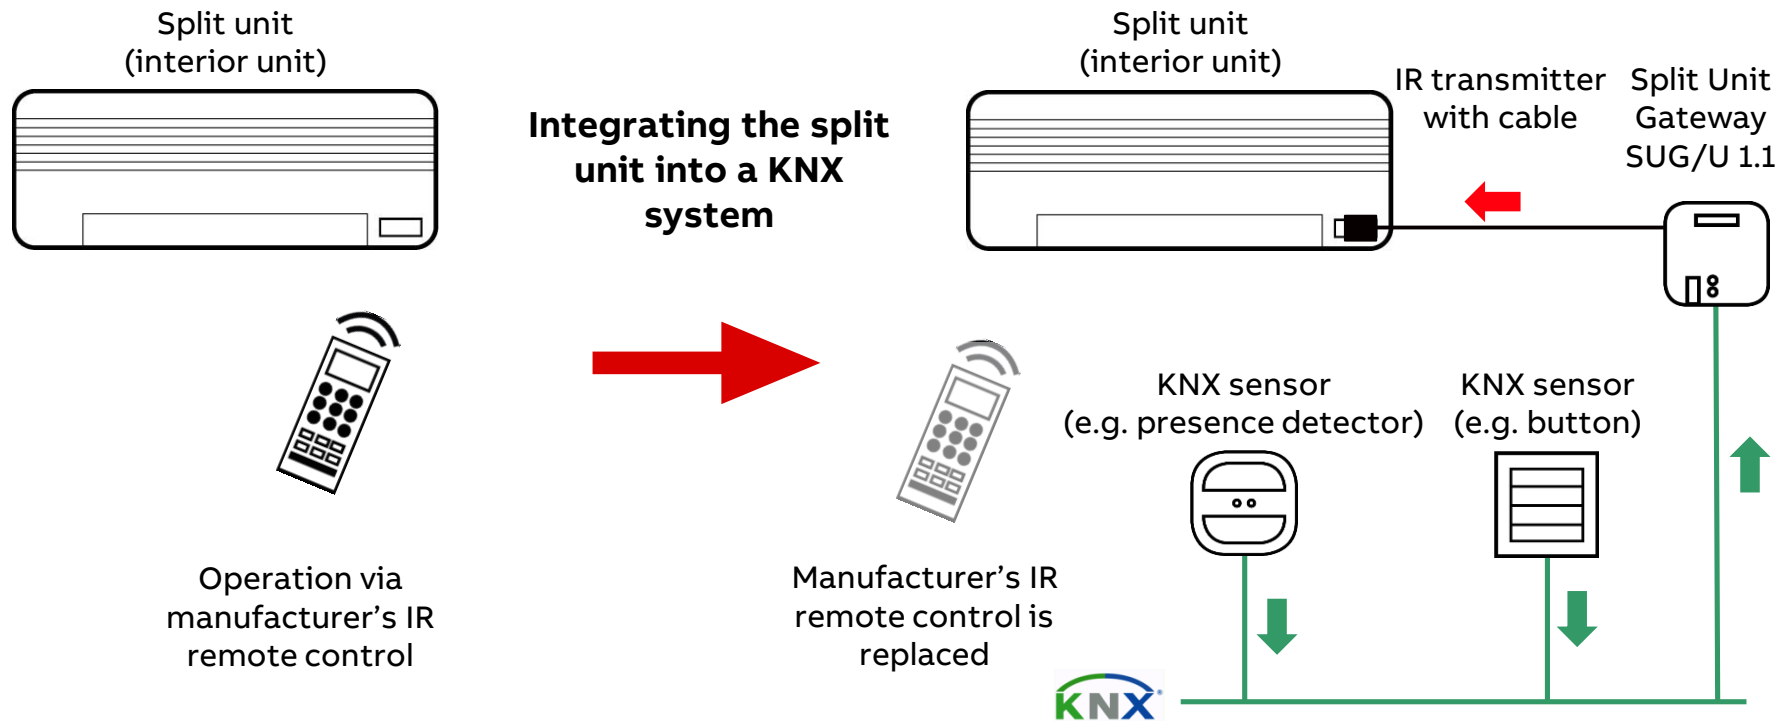 Split unit
(interior unit)
Integrating the split
unit into a KNX
system
Split unit
(interior unit)
IR transmitter
with cable
Split Unit
Gateway
SUG/U 1.1
KNX sensor
(e.g. presence detector)
KNX sensor
(e.g. button)
Operation via
manufacturer’s IR
remote control
Manufacturer’s IR
remote control is
replaced
KNX